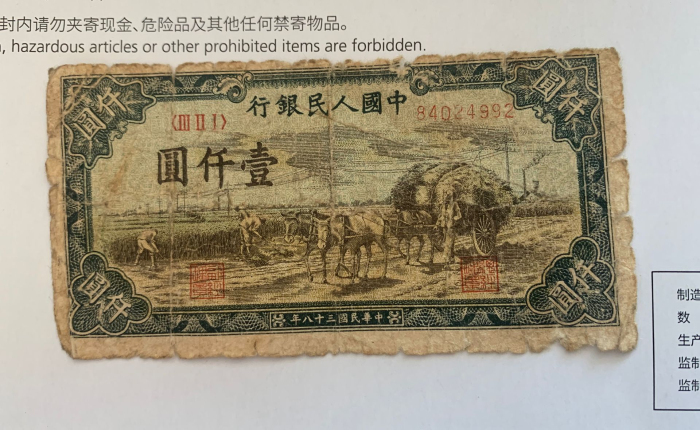 封内请勿夹寄现金、危险品及其他任何禁寄物品。
, hazardous articles or other prohibited items are forbidden.
行銀民人國中
〈III II I〉
84024992
圓仟壹
圓仟
圓仟
圓仟
圓仟
年八十三國民華中
制造
数
生产
监制
监制